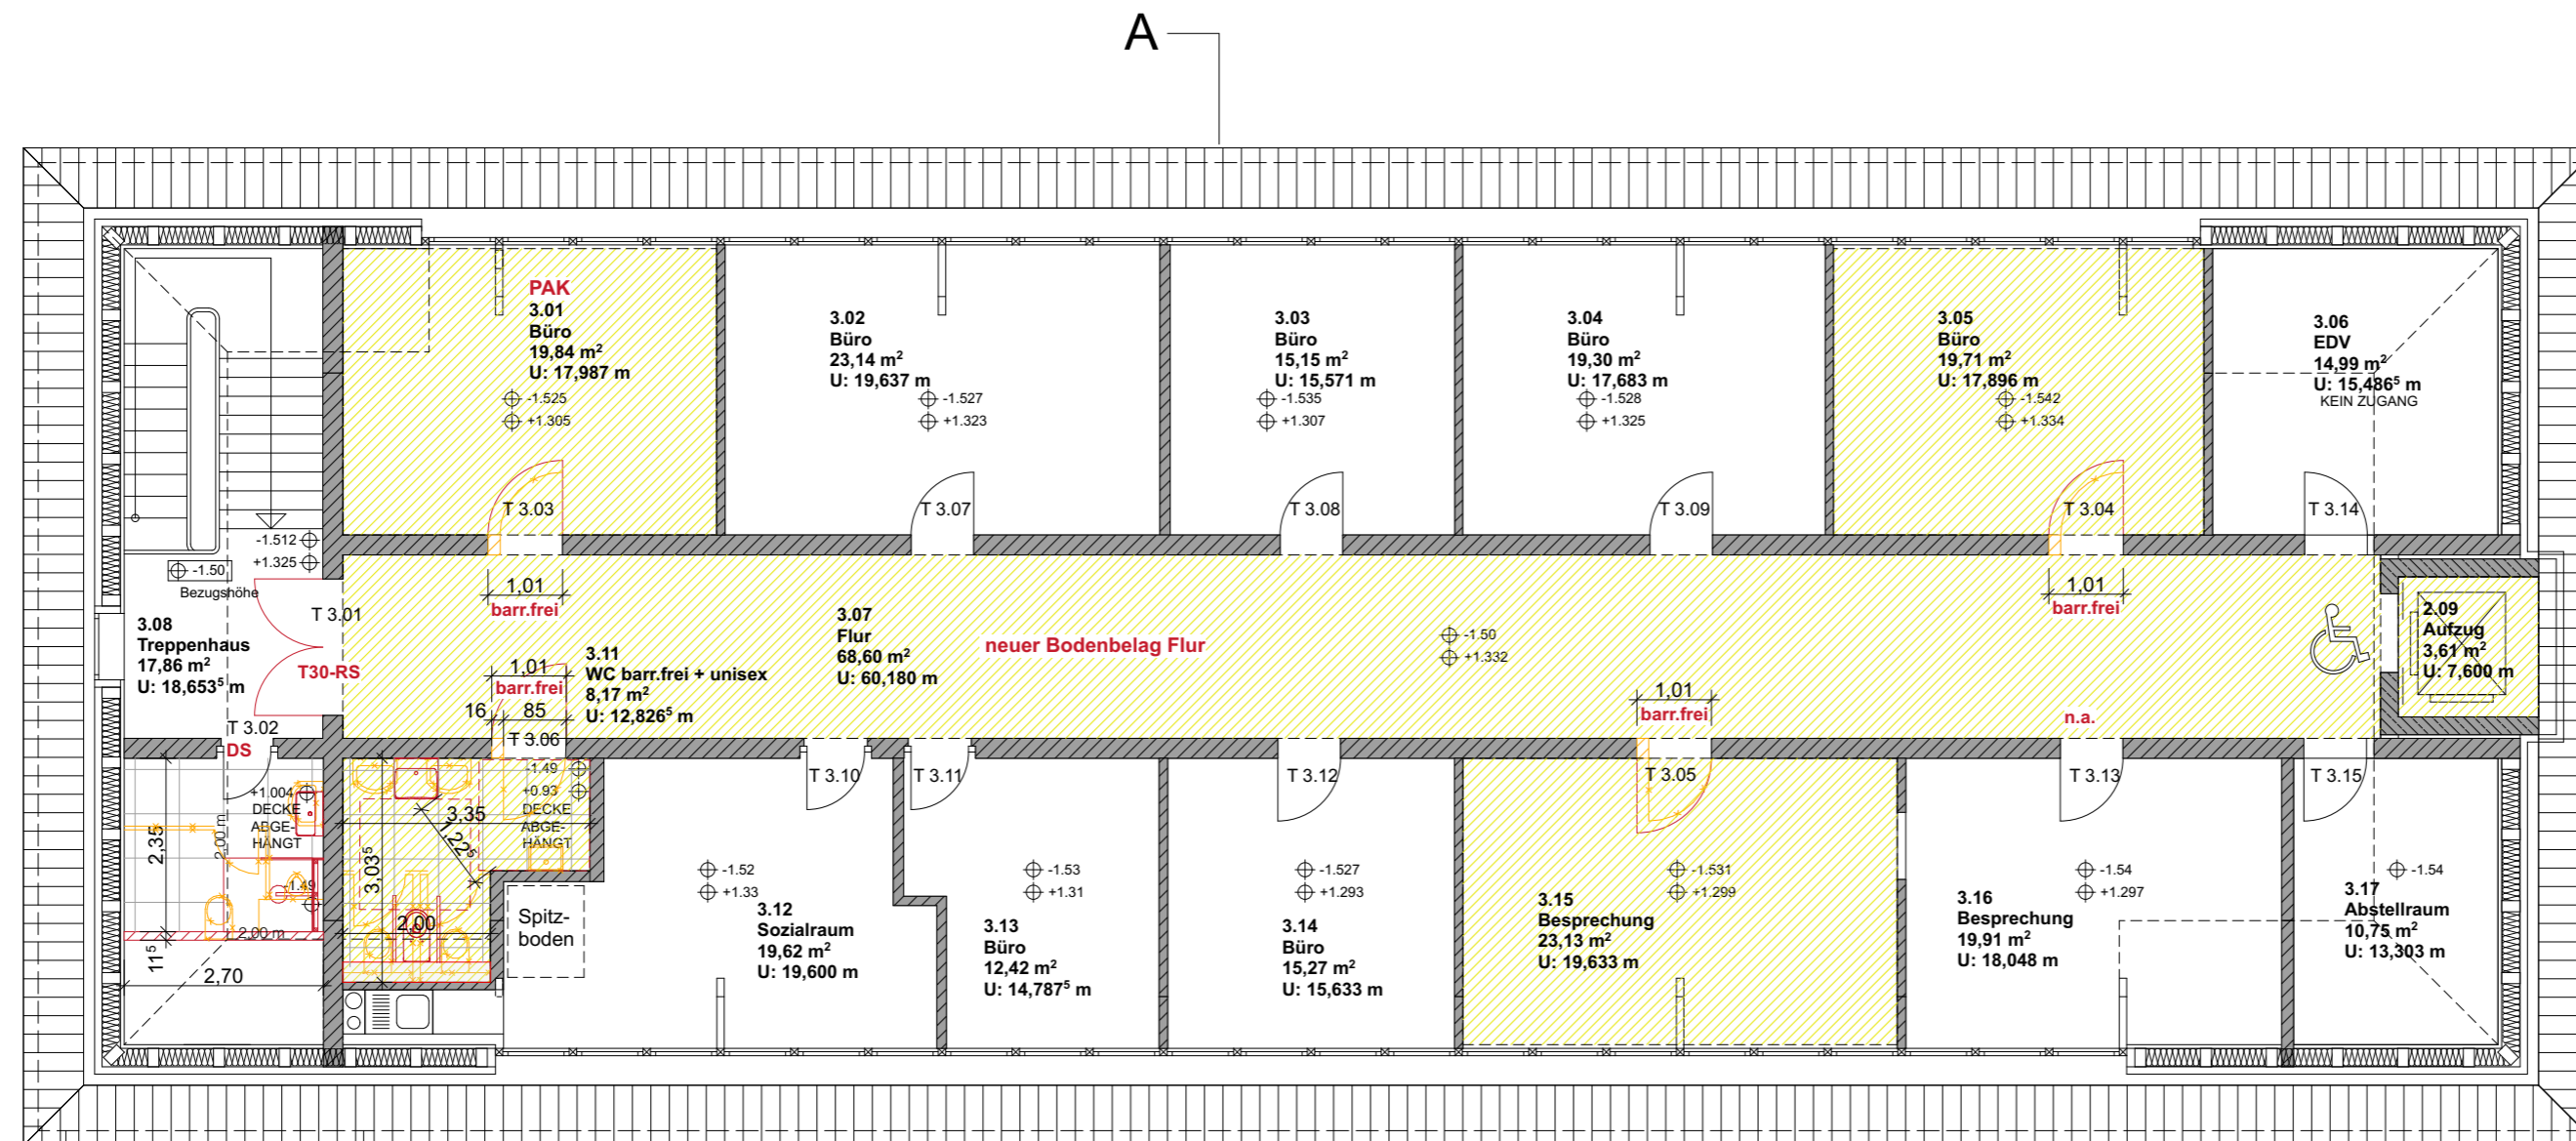 A
PAK
3.01
Büro
19,84 m²
U: 17,987 m
-1.525
+1.305
T 3.03
1,01
barr.frei
3.02
Büro
23,14 m²
U: 19,637 m
-1.527
+1.323
T 3.07
3.03
Büro
15,15 m²
U: 15,571 m
-1.535
+1.307
T 3.08
3.04
Büro
19,30 m²
U: 17,683 m
-1.528
+1.325
T 3.09
3.05
Büro
19,71 m²
U: 17,896 m
-1.542
+1.334
T 3.04
1,01
barr.frei
3.06
EDV
14,99 m²
U: 15,486⁵ m
KEIN ZUGANG
T 3.14
-1.512
+1.325
-1.50
Bezugshöhe
T 3.01
3.08
Treppenhaus
17,86 m²
U: 18,653⁵ m
T30-RS
T 3.02
DS
3.07
Flur
68,60 m²
U: 60,180 m
neuer Bodenbelag Flur
-1.50
+1.332
2.09
Aufzug
3,61 m²
U: 7,600 m
1,01
barr.frei
16
85
T 3.06
3.11
WC barr.frei + unisex
8,17 m²
U: 12,826⁵ m
1,01
barr.frei
n.a.
+1.004
DECKE
ABGE-
HÄNGT
2,35
2.00 m
-1.49
2.00 m
11⁵
2,70
-1.49
+0.93
DECKE
ABGE-
HÄNGT
3,35
1,22⁵
3,03⁵
2,00
Spitz-
boden
T 3.10
-1.52
+1.33
3.12
Sozialraum
19,62 m²
U: 19,600 m
T 3.11
-1.53
+1.31
3.13
Büro
12,42 m²
U: 14,787⁵ m
T 3.12
-1.527
+1.293
3.14
Büro
15,27 m²
U: 15,633 m
T 3.05
-1.531
+1.299
3.15
Besprechung
23,13 m²
U: 19,633 m
T 3.13
-1.54
+1.297
3.16
Besprechung
19,91 m²
U: 18,048 m
T 3.15
-1.54
3.17
Abstellraum
10,75 m²
U: 13,303 m